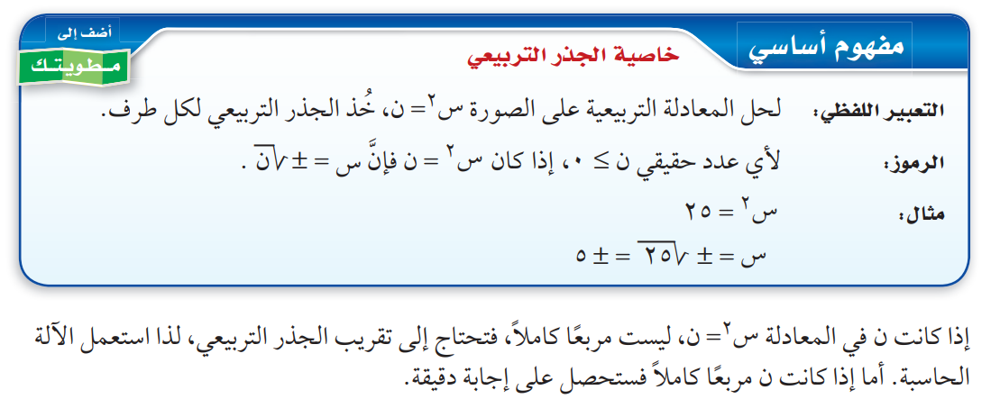 مفهوم أساسي
أضف إلى
مطويتك
خاصية الجذر التربيعي
التعبير اللفظي: لحل المعادلة التربيعية على الصورة س٢= ن، خُذ الجذر التربيعي لكل طرف.
الرموز: لأي عدد حقيقي ن ≥ ٠، إذا كان س٢ = ن فإنَّ س = ± √ن .
مثال: س٢ = ٢٥
س = ± √٢٥ = ± ٥
إذا كانت ن في المعادلة س٢= ن، ليست مربعًا كاملاً، فتحتاج إلى تقريب الجذر التربيعي، لذا استعمل الآلة
الحاسبة. أما إذا كانت ن مربعًا كاملاً فستحصل على إجابة دقيقة.